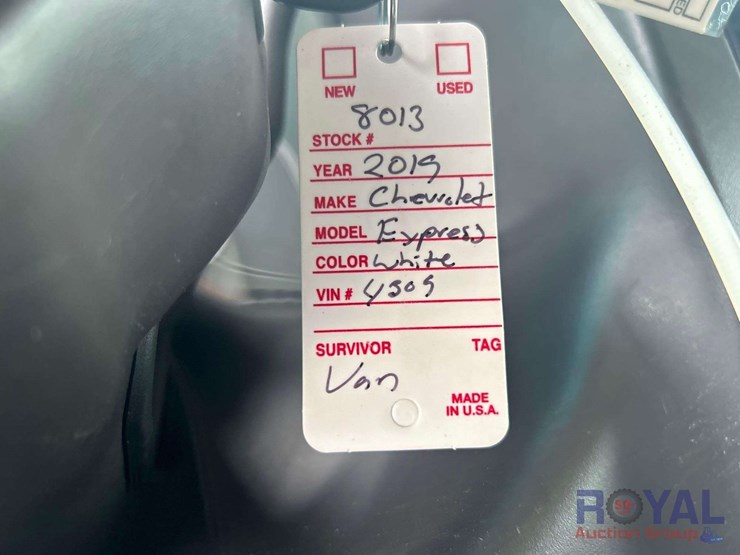 NEW USED
8013
STOCK #
YEAR 2019
MAKE Chevrolet
MODEL Express
COLOR White
VIN #
SURVIVOR TAG
Van
MADE
IN U.S.A.
ROYAL
Auction Group